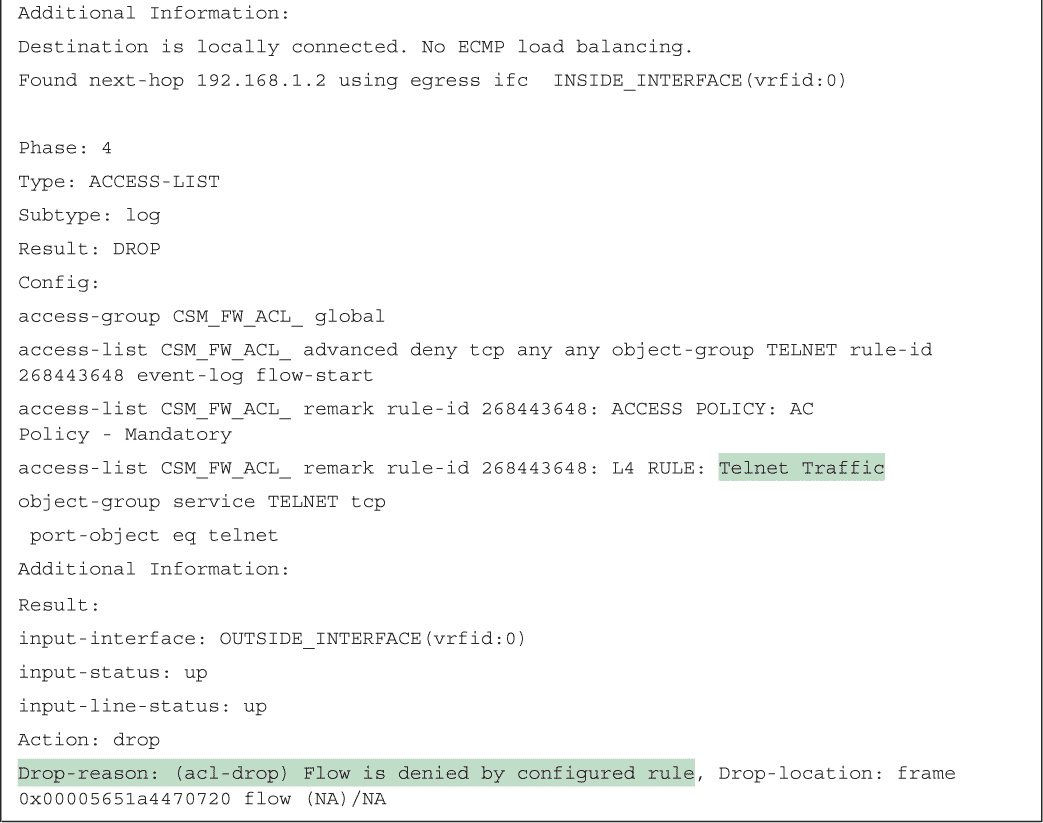 Additional Information:
Destination is locally connected. No ECMP load balancing.
Found next-hop 192.168.1.2 using egress ifc  INSIDE_INTERFACE(vrfid:0)
Phase: 4
Type: ACCESS-LIST
Subtype: log
Result: DROP
Config:
access-group CSM_FW_ACL_ global
access-list CSM_FW_ACL_ advanced deny tcp any any object-group TELNET rule-id
268443648 event-log flow-start
access-list CSM_FW_ACL_ remark rule-id 268443648: ACCESS POLICY: AC
Policy - Mandatory
access-list CSM_FW_ACL_ remark rule-id 268443648: L4 RULE: Telnet Traffic
object-group service TELNET tcp
 port-object eq telnet
Additional Information:
Result:
input-interface: OUTSIDE_INTERFACE(vrfid:0)
input-status: up
input-line-status: up
Action: drop
Drop-reason: (acl-drop) Flow is denied by configured rule, Drop-location: frame
0x00005651a4470720 flow (NA)/NA